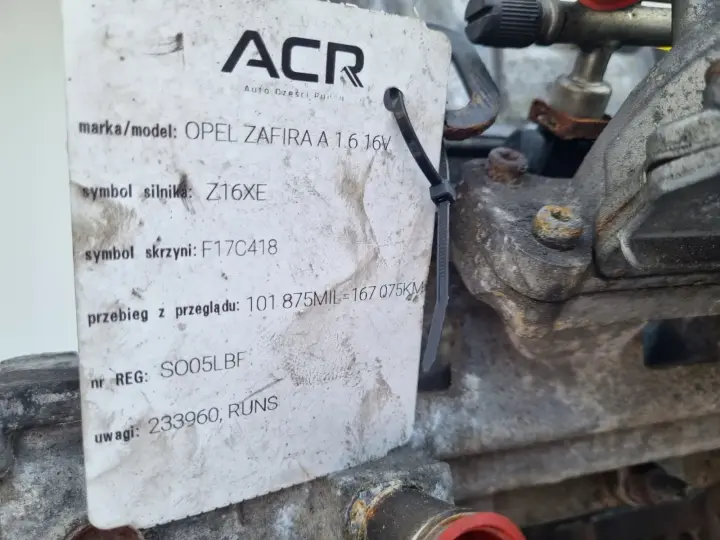 ACR
Auto Części
marka/model: OPEL ZAFIRA A 1.6 16V
symbol silnika: Z16XE
symbol skrzyni: F17C418
przebieg z przeglądu: 101 875MIL=167 075KM
nr REG: SO05LBF
uwagi: 233960, RUNS